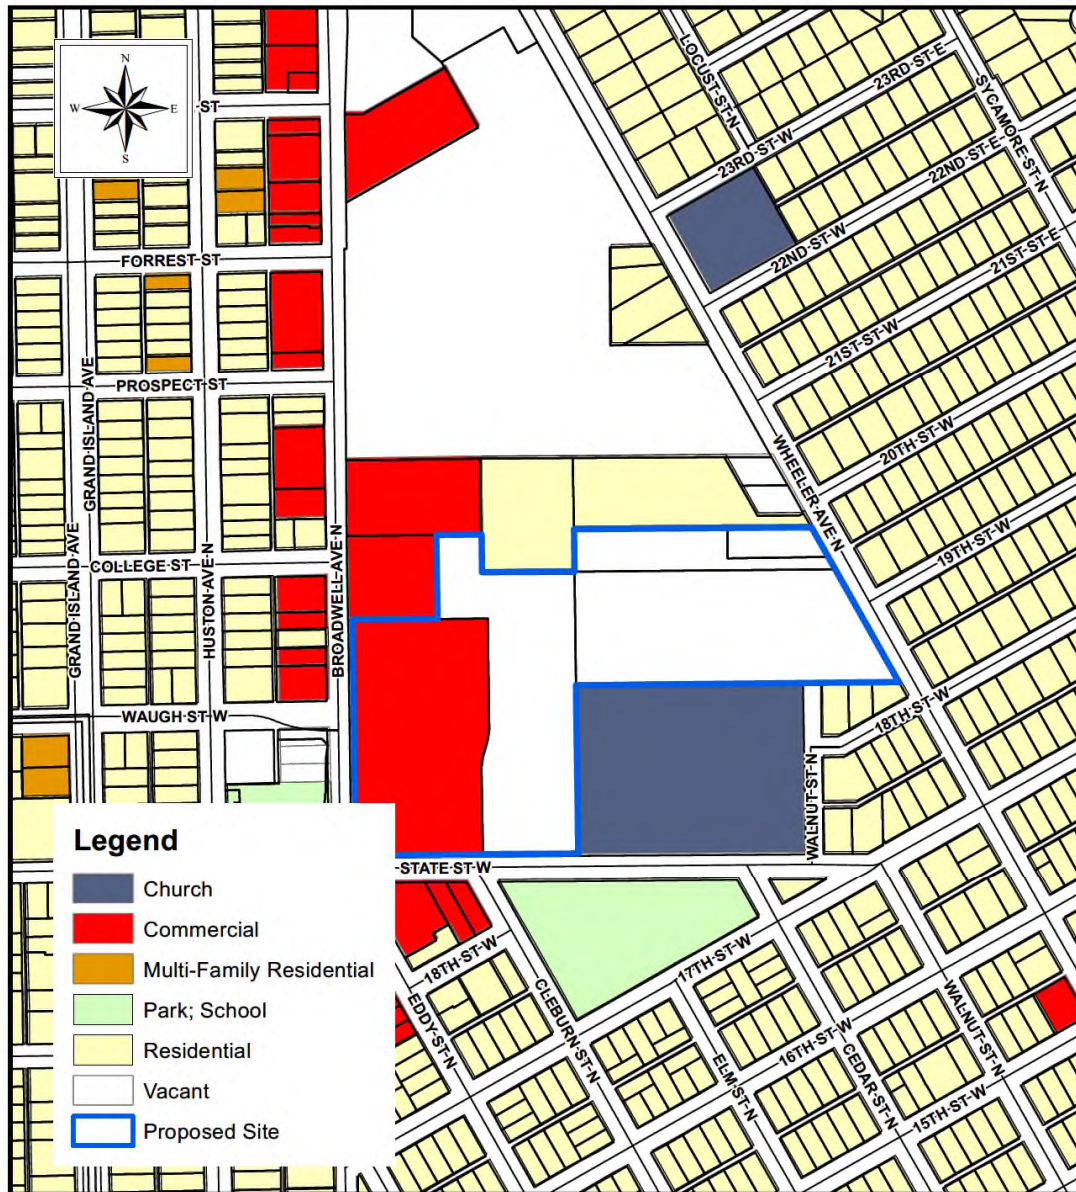 N
W E
S
ST
LOCUST-ST-N
23RD-ST-E
SYCAMORE-ST-N
23RD-ST-W
22ND-ST-E
22ND-ST-W
21ST-ST-E
21ST-ST-W
20TH-ST-W
19TH-ST-W
WHEELER-AVE-N
18TH-ST-W
FORREST ST
PROSPECT-ST
GRAND-ISLAND-AVE
GRAND-ISLAND-AVE
COLLEGE-ST
HUSTON-AVE-N
BROADWELL-AVE-N
WAUGH-ST-W
WALNUT-ST-N
-STATE-ST-W
18TH-ST-W
17TH-ST-W
EDDY-ST-N
CLEBURN-ST-N
ELM-ST-N
16TH-ST-W
CEDAR-ST-N
WALNUT-ST-N
15TH-ST-W
Legend
Church
Commercial
Multi-Family Residential
Park; School
Residential
Vacant
Proposed Site